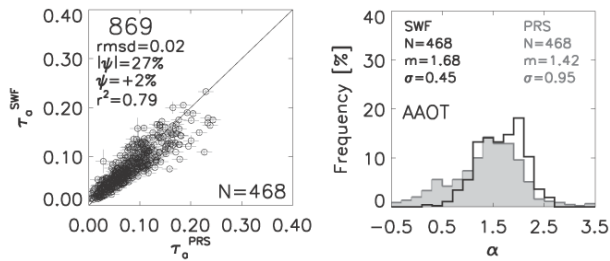 869
rmsd=0.02
|ψ|=27%
ψ=+2%
r²=0.79
N=468
0.40
0.30
0.20
0.10
0.00
τₐ^SWF
0.00 0.10 0.20 0.30 0.40
τₐ^PRS
SWF PRS
N=468 N=468
m=1.68 m=1.42
σ=0.45 σ=0.95
AAOT
40
30
20
10
0
Frequency [%]
−0.5 0.5 1.5 2.5 3.5
α